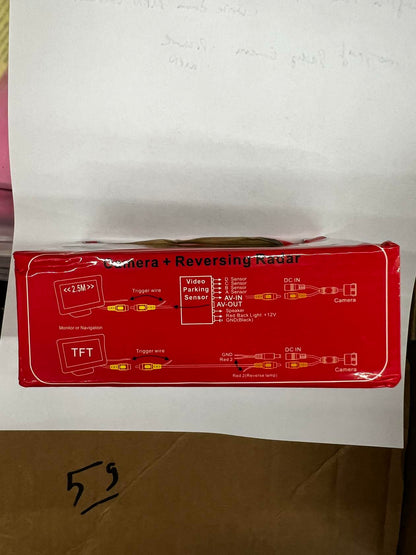 Camera + Reversing Radar
<<2.5M>>
Trigger wire
Video
Parking
Sensor
D Sensor
C Sensor
B Sensor
A Sensor
AV-IN
AV-OUT
Speaker
Red Back Light +12V
GND(Black)
DC IN
Camera
Monitor or Navigation
TFT
Trigger wire
GND
Red 2
DC IN
Camera
Red 2(Reverse lamp)
59